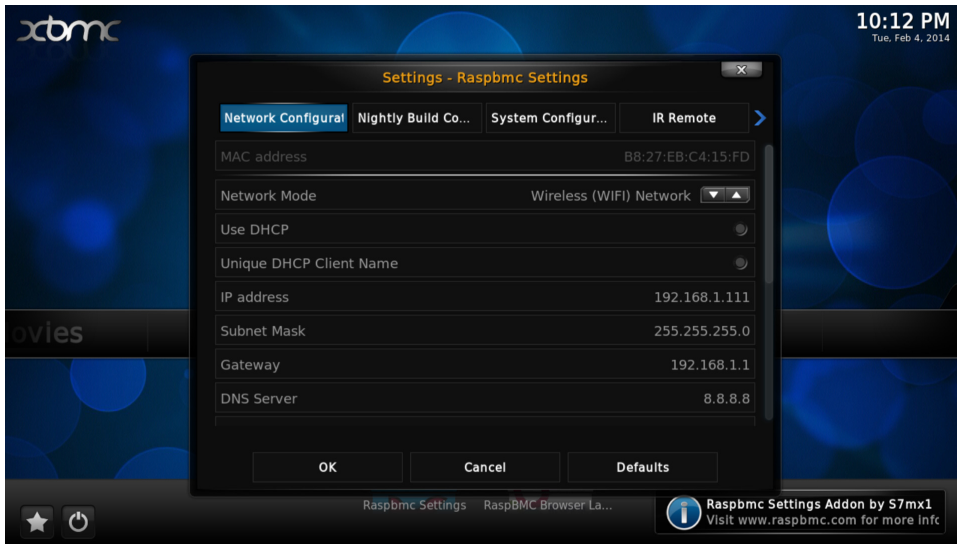 xbmc
10:12 PM
Tue, Feb 4, 2014
Settings - Raspbmc Settings
x
Network Configurat
Nightly Build Co...
System Configur...
IR Remote
MAC address
B8:27:EB:C4:15:FD
Network Mode
Wireless (WIFI) Network
Use DHCP
Unique DHCP Client Name
IP address
192.168.1.111
Subnet Mask
255.255.255.0
Gateway
192.168.1.1
DNS Server
8.8.8.8
ovies
OK
Cancel
Defaults
Raspbmc Settings
RaspBMC Browser La...
Raspbmc Settings Addon by S7mx1
Visit www.raspbmc.com for more info